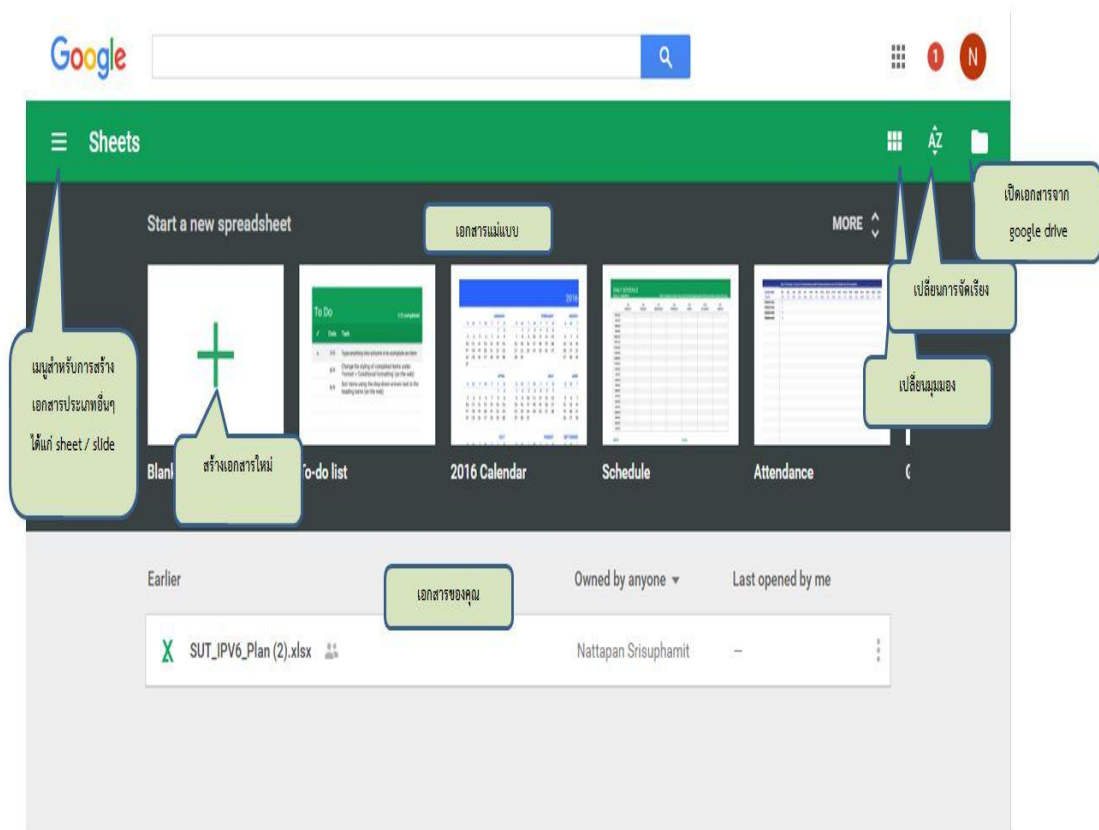 Google
1
N
Sheets
AZ
เปิดเอกสารจาก
google drive
Start a new spreadsheet
เอกสารแม่แบบ
MORE
เปลี่ยนการจัดเรียง
เปลี่ยนมุมมอง
เมนูสำหรับการสร้าง
เอกสารประเภทอื่นๆ
ได้แก่ sheet / slide
To Do
Date Task
2016
สร้างเอกสารใหม่
Blank
To-do list
2016 Calendar
Schedule
Attendance
Earlier
เอกสารของคุณ
Owned by anyone
Last opened by me
SUT_IPV6_Plan (2).xlsx
Nattapan Srisuphamit
–